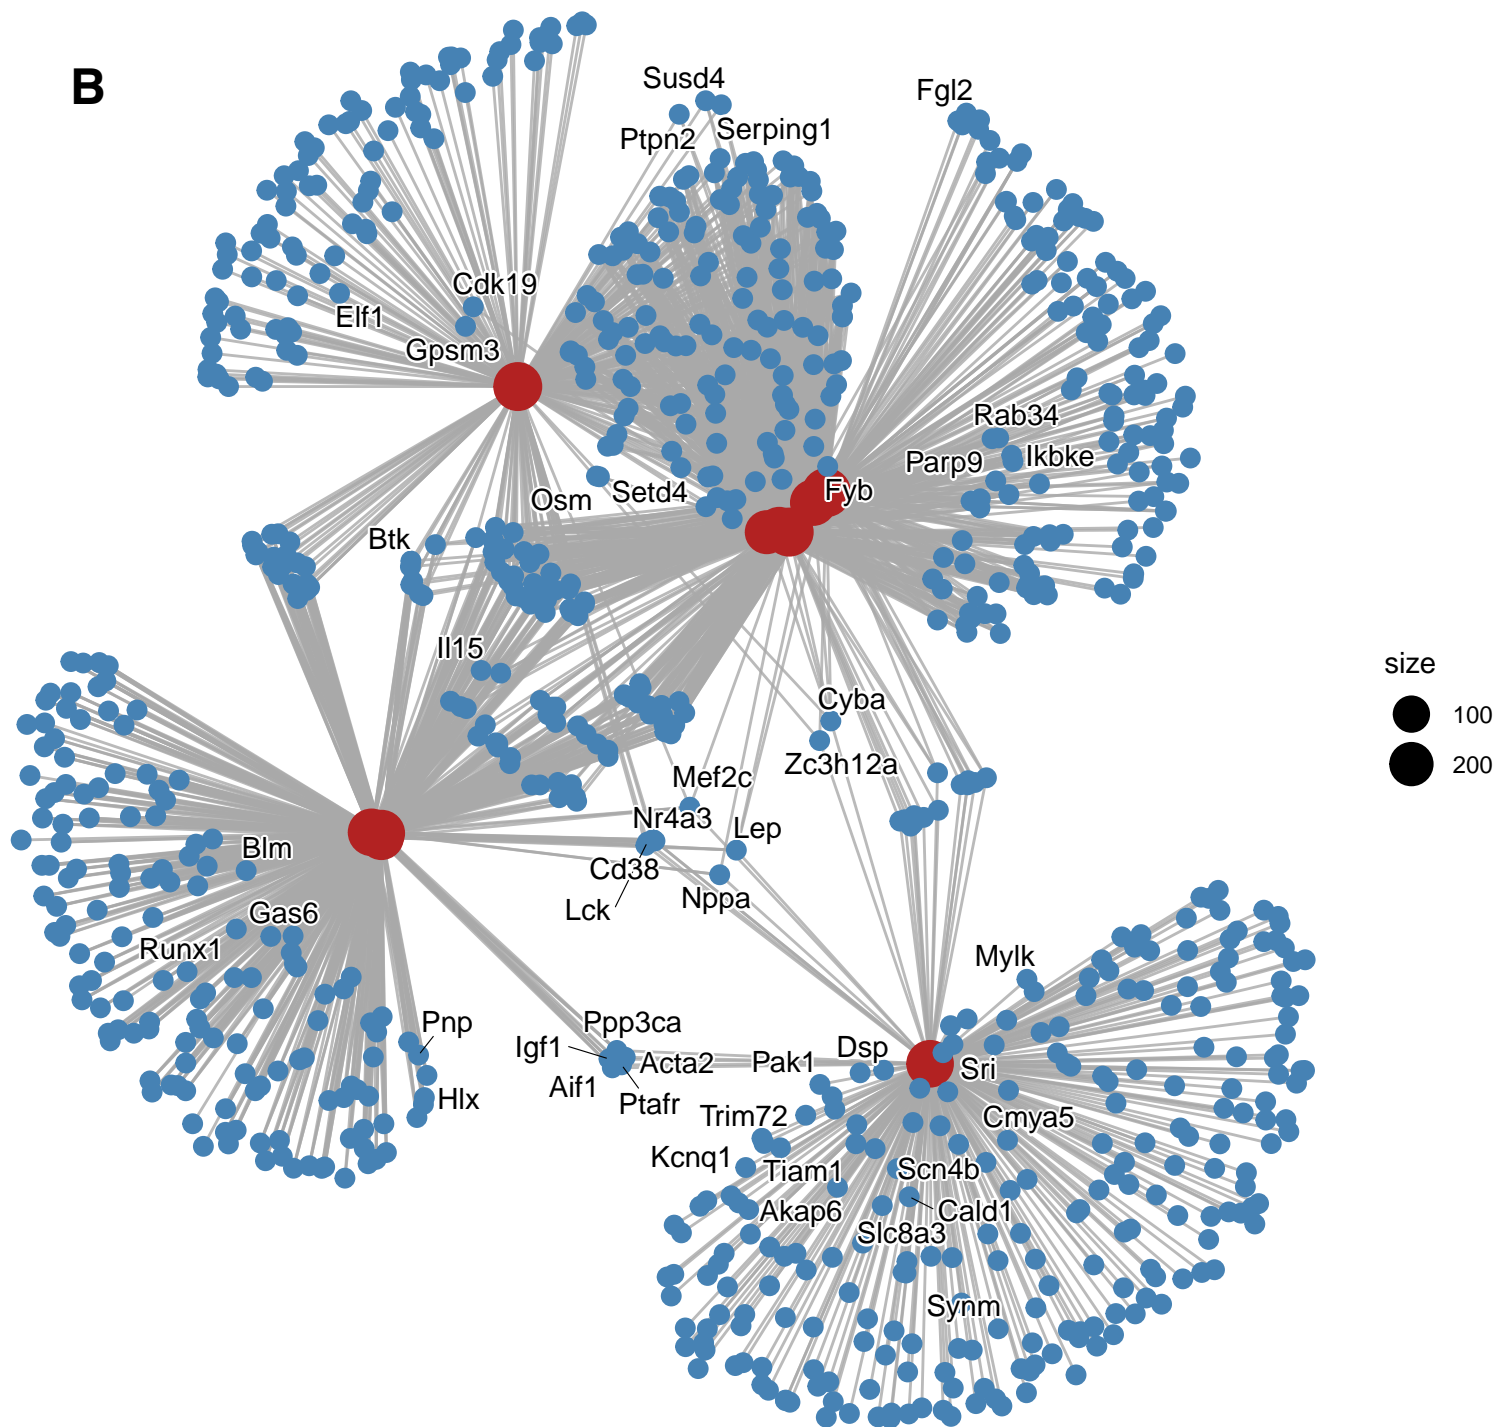 B
Susd4
Fgl2
Ptpn2
Serping1
Cdk19
Elf1
Gpsm3
Rab34
Parp9
Ikbke
Fyb
Osm
Setd4
Btk
Il15
size
100
200
Cyba
Zc3h12a
Mef2c
Nr4a3
Lep
Blm
Cd38
Nppa
Lck
Gas6
Runx1
Mylk
Pnp
Ppp3ca
Igf1
Acta2
Pak1
Dsp
Sri
Aif1
Hlx
Ptafr
Trim72
Cmya5
Kcnq1
Tiam1
Scn4b
Akap6
Cald1
Slc8a3
Synm